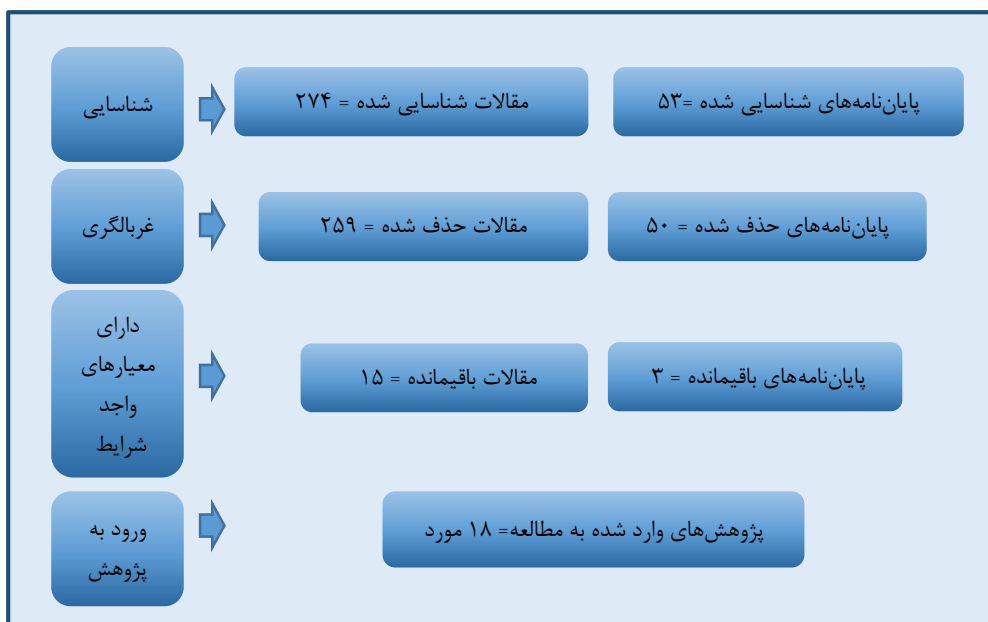 شناسایی
مقالات شناسایی شده = ۲۷۴
پایان‌نامه‌های شناسایی شده =۵۳
غربالگری
مقالات حذف شده = ۲۵۹
پایان‌نامه‌های حذف شده = ۵۰
دارای
معیارهای
واجد
شرایط
مقالات باقیمانده = ۱۵
پایان‌نامه‌های باقیمانده = ۳
ورود به
پژوهش
پژوهش‌های وارد شده به مطالعه= ۱۸ مورد